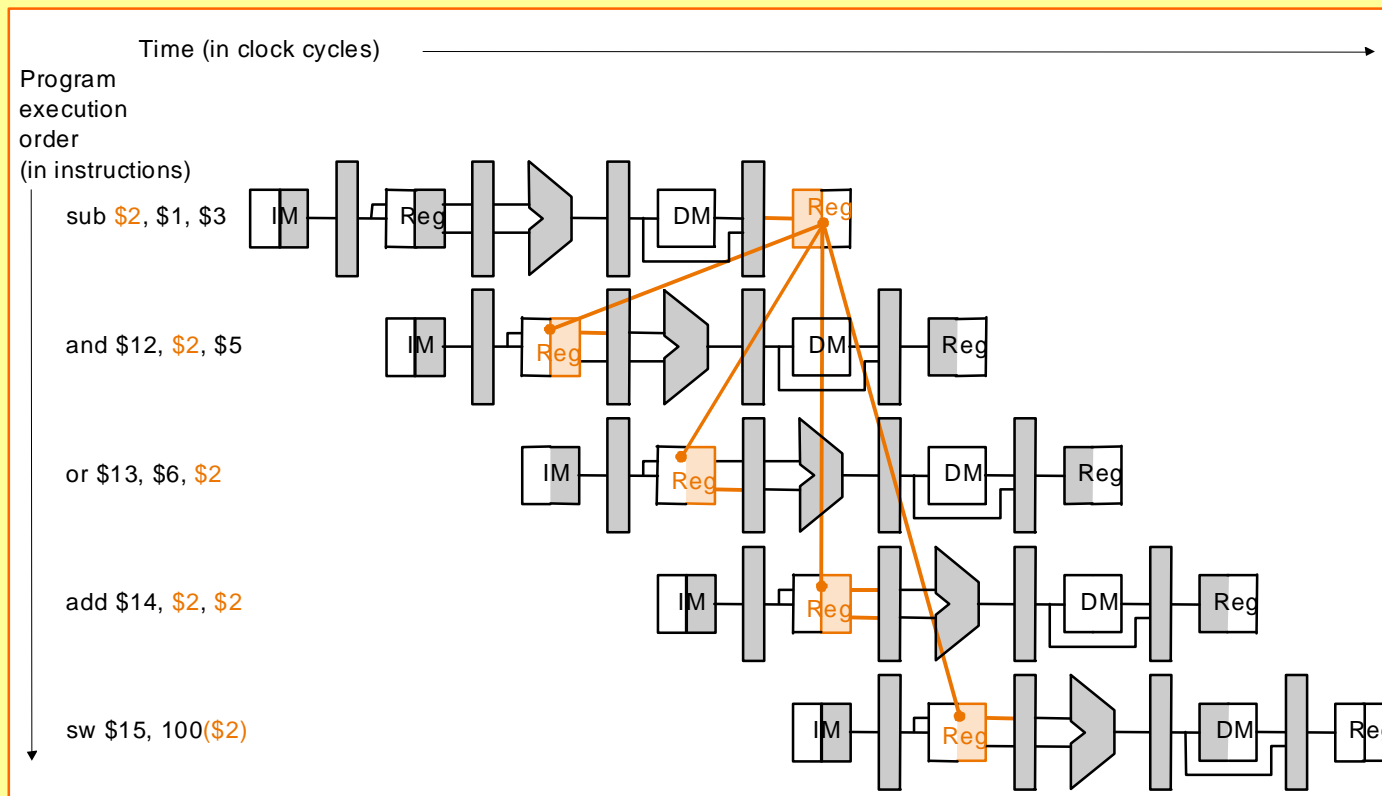 Time (in clock cycles)
Program
execution
order
(in instructions)
sub $2, $1, $3
IM
Reg
DM
Reg
and $12, $2, $5
IM
Reg
DM
Reg
or $13, $6, $2
IM
Reg
DM
Reg
add $14, $2, $2
IM
Reg
DM
Reg
sw $15, 100($2)
IM
Reg
DM
Reg